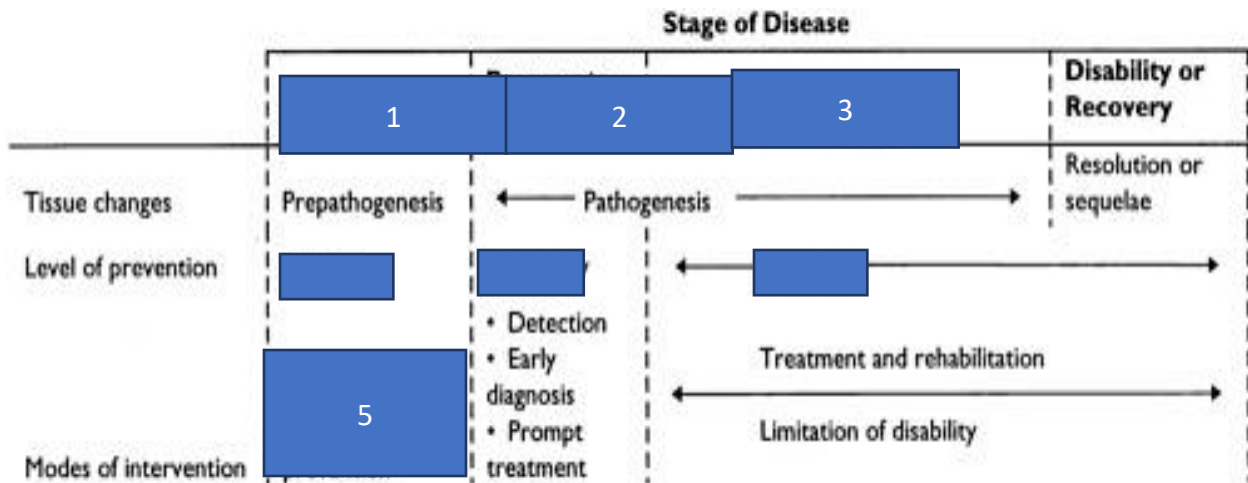 Stage of Disease
1
2
3
Disability or
Recovery
Tissue changes
Prepathogenesis
Pathogenesis
Resolution or
sequelae
Level of prevention
• Detection
• Early
diagnosis
• Prompt
treatment
Treatment and rehabilitation
Limitation of disability
5
Modes of intervention